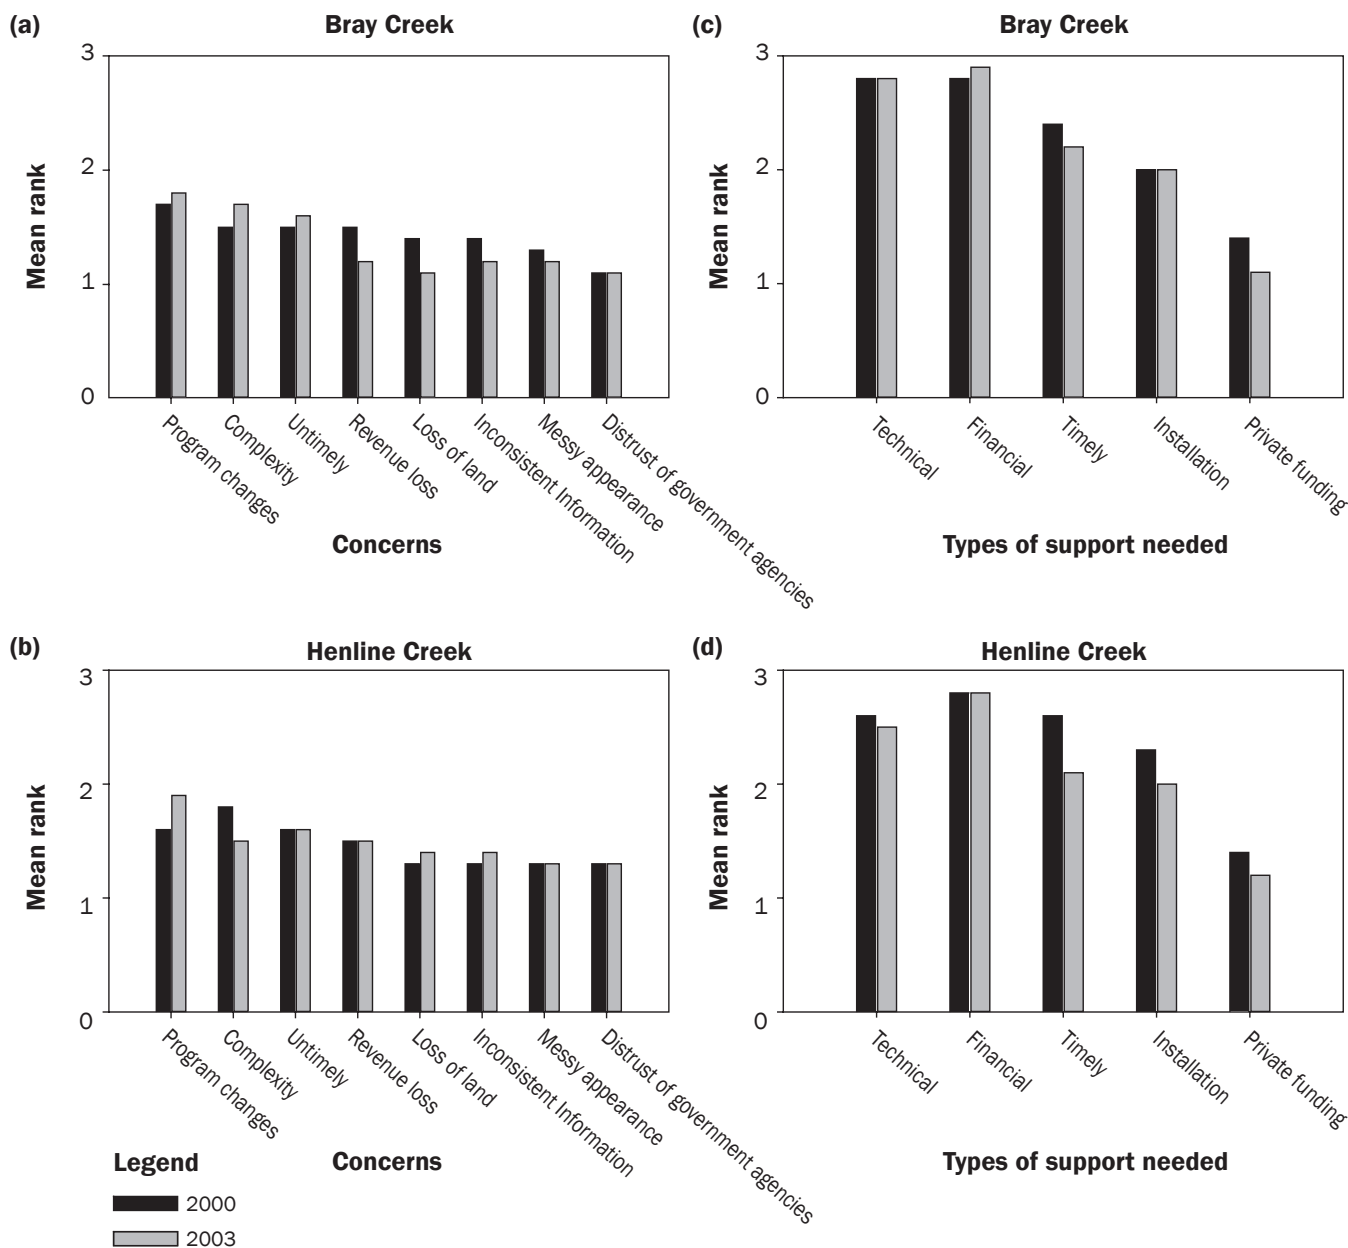 (a)
Bray Creek
3
2
1
0
Mean rank
Program changes
Complexity
Untimely
Revenue loss
Loss of land
Inconsistent Information
Messy appearance
Distrust of government agencies
Concerns
(c)
Bray Creek
3
2
1
0
Mean rank
Technical
Financial
Timely
Installation
Private funding
Types of support needed
(b)
Henline Creek
3
2
1
0
Mean rank
Program changes
Complexity
Untimely
Revenue loss
Loss of land
Inconsistent Information
Messy appearance
Distrust of government agencies
Concerns
(d)
Henline Creek
3
2
1
0
Mean rank
Technical
Financial
Timely
Installation
Private funding
Types of support needed
Legend
2000
2003